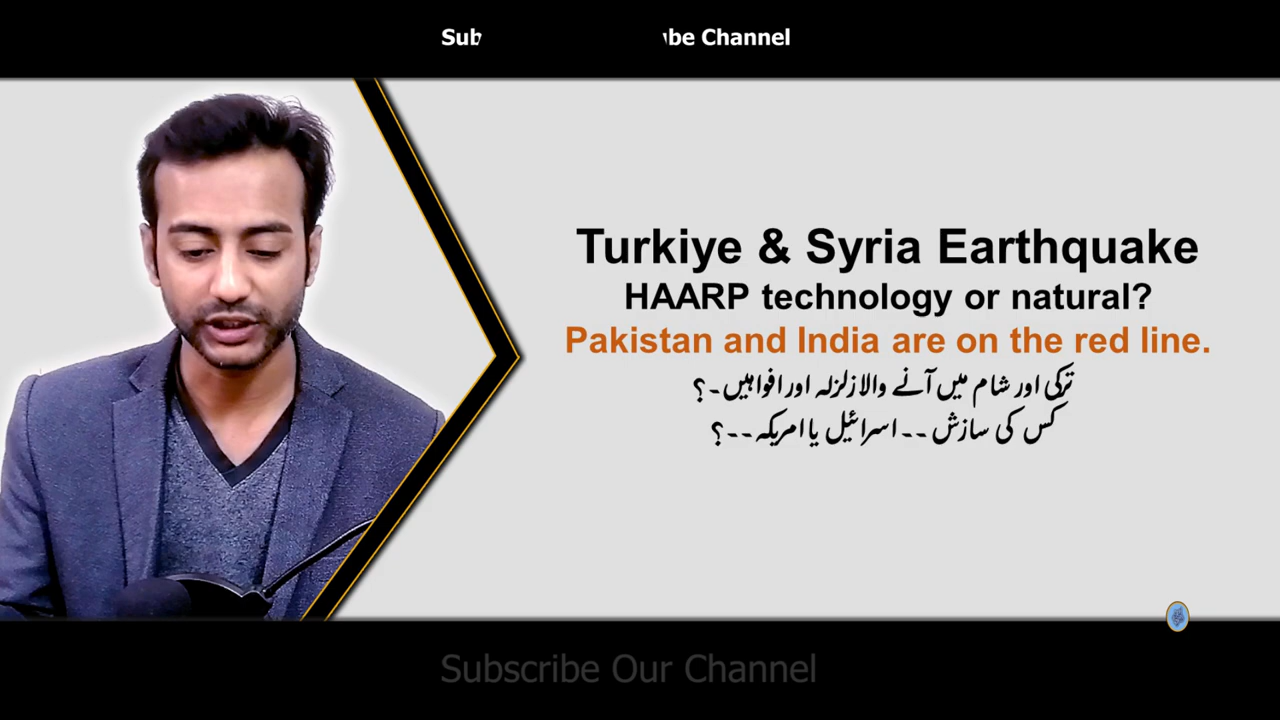 Sub be Channel
Turkiye & Syria Earthquake
HAARP technology or natural?
Pakistan and India are on the red line.
ترکی اور شام میں آنے والا زلزلہ اور افواہیں۔؟
کس کی سازش ۔۔ اسرائیل یا امریکہ ۔۔؟
Subscribe Our Channel